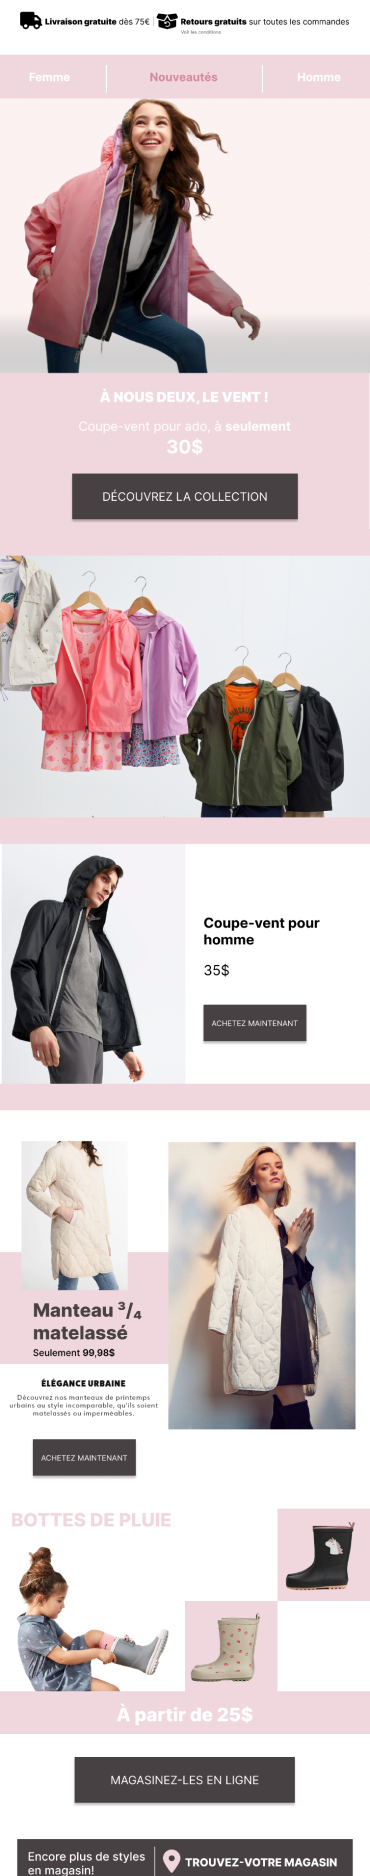 Livraison gratuite dès 75€ Retours gratuits sur toutes les commandes
Voir les conditions
Femme Nouveautés Homme
À NOUS DEUX, LE VENT !
Coupe-vent pour ado, à seulement
30$
DÉCOUVREZ LA COLLECTION
Coupe-vent pour
homme
35$
ACHETEZ MAINTENANT
Manteau 3/4
matelassé
Seulement 99,98$
ÉLÉGANCE URBAINE
Découvrez nos manteaux de printemps
urbains au style incomparable, qu'ils soient
matelassés ou imperméables.
ACHETEZ MAINTENANT
BOTTES DE PLUIE
À partir de 25$
MAGASINEZ-LES EN LIGNE
Encore plus de styles
en magasin!
TROUVEZ-VOTRE MAGASIN